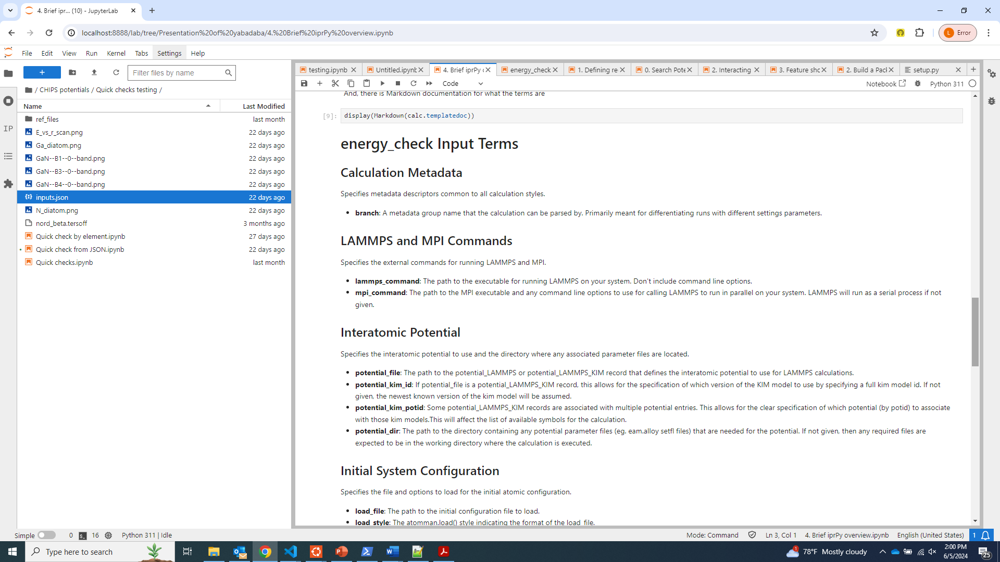 4. Brief ipr... (10) - JupyterLab
localhost:8888/lab/tree/Presentation%20of%20yabadaba/4.%20Brief%20iprPy%20overview.ipynb
L Error
File Edit View Run Kernel Tabs Settings Help
Filter files by name
/ CHIPS potentials / Quick checks testing /
Name Last Modified
ref_files last month
E_vs_r_scan.png 22 days ago
Ga_diatom.png 22 days ago
GaN--B1--0--band.png 22 days ago
GaN--B3--0--band.png 22 days ago
GaN--B4--0--band.png 22 days ago
inputs.json 22 days ago
N_diatom.png 22 days ago
nord_beta.tersoff 3 months ago
Quick check by element.ipynb 27 days ago
Quick check from JSON.ipynb 22 days ago
Quick checks.ipynb last month
IP
testing.ipynb Untitled.ipynb 4. Brief iprPy energy_check 1. Defining re 0. Search Pote 2. Interacting 3. Feature sho 2. Build a Pack setup.py
Code Notebook Python 311
And, there is Markdown documentation for what the terms are
[9]: display(Markdown(calc.templatedoc))
energy_check Input Terms
Calculation Metadata
Specifies metadata descriptors common to all calculation styles.
• branch: A metadata group name that the calculation can be parsed by. Primarily meant for differentiating runs with different settings parameters.
LAMMPS and MPI Commands
Specifies the external commands for running LAMMPS and MPI.
• lammps_command: The path to the executable for running LAMMPS on your system. Don't include command line options.
• mpi_command: The path to the MPI executable and any command line options to use for calling LAMMPS to run in parallel on your system. LAMMPS will run as a serial process if not
given.
Interatomic Potential
Specifies the interatomic potential to use and the directory where any associated parameter files are located.
• potential_file: The path to the potential_LAMMPS or potential_LAMMPS_KIM record that defines the interatomic potential to use for LAMMPS calculations.
• potential_kim_id: If potential_file is a potential_LAMMPS_KIM record, this allows for the specification of which version of the KIM model to use by specifying a full kim model id. If not
given, the newest known version of the kim model will be assumed.
• potential_kim_potid: Some potential_LAMMPS_KIM records are associated with multiple potential entries. This allows for the clear specification of which potential (by potid) to associate
with those kim models.This will affect the list of available symbols for the calculation.
• potential_dir: The path to the directory containing any potential parameter files (eg. eam.alloy setfl files) that are needed for the potential. If not given, then any required files are
expected to be in the working directory where the calculation is executed.
Initial System Configuration
Specifies the file and options to load for the initial atomic configuration.
• load_file: The path to the initial configuration file to load.
• load_style: The atomman.load() style indicating the format of the load_file.
Simple 0 16 Python 311 | Idle Mode: Command Ln 3, Col 1 4. Brief iprPy overview.ipynb English (United States) 1
Type here to search 1 78°F Mostly cloudy 2:00 PM
6/5/2024 25